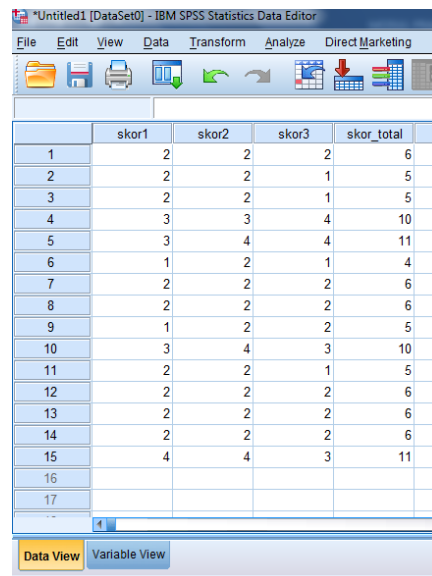 *Untitled1 [DataSet0] - IBM SPSS Statistics Data Editor
File Edit View Data Transform Analyze Direct Marketing
skor1 skor2 skor3 skor_total
1 2 2 2 6
2 2 2 1 5
3 2 2 1 5
4 3 3 4 10
5 3 4 4 11
6 1 2 1 4
7 2 2 2 6
8 2 2 2 6
9 1 2 2 5
10 3 4 3 10
11 2 2 1 5
12 2 2 2 6
13 2 2 2 6
14 2 2 2 6
15 4 4 3 11
16
17
Data View Variable View